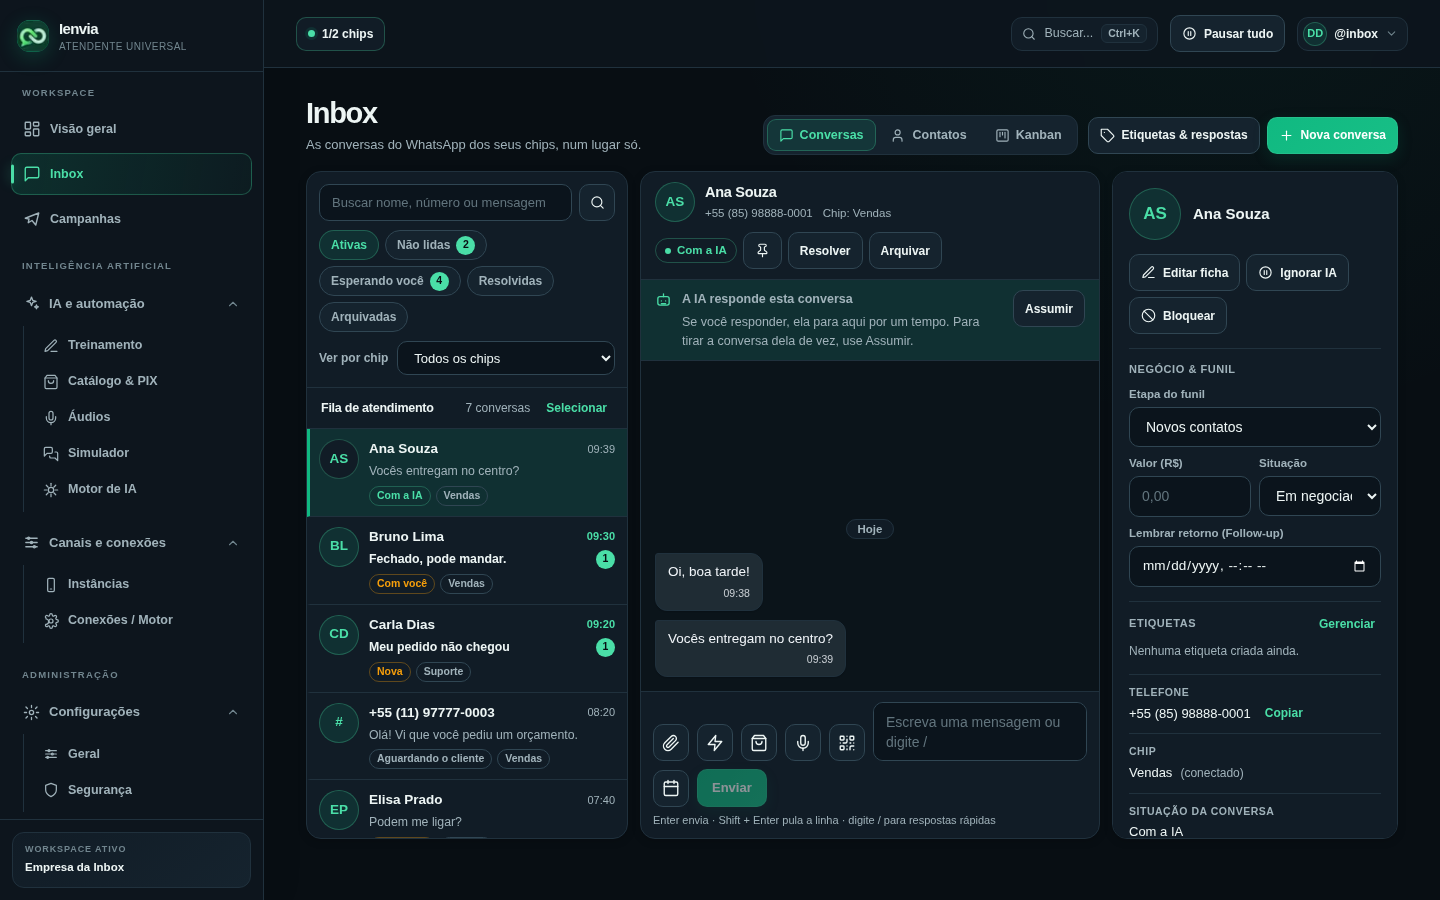 Ienvia
ATENDENTE UNIVERSAL
WORKSPACE
Visão geral
Inbox
Campanhas
INTELIGÊNCIA ARTIFICIAL
IA e automação
Treinamento
Catálogo & PIX
Áudios
Simulador
Motor de IA
Canais e conexões
Instâncias
Conexões / Motor
ADMINISTRAÇÃO
Configurações
Geral
Segurança
WORKSPACE ATIVO
Empresa da Inbox
1/2 chips
Buscar... Ctrl+K
Pausar tudo
DD @inbox
Inbox
As conversas do WhatsApp dos seus chips, num lugar só.
Conversas Contatos Kanban
Etiquetas & respostas
Nova conversa
Buscar nome, número ou mensagem
Ativas Não lidas 2
Esperando você 4 Resolvidas
Arquivadas
Ver por chip Todos os chips
Fila de atendimento 7 conversas Selecionar
AS Ana Souza 09:39
Vocês entregam no centro?
Com a IA Vendas
BL Bruno Lima 09:30
Fechado, pode mandar. 1
Com você Vendas
CD Carla Dias 09:20
Meu pedido não chegou 1
Nova Suporte
# +55 (11) 97777-0003 08:20
Olá! Vi que você pediu um orçamento.
Aguardando o cliente Vendas
EP Elisa Prado 07:40
Podem me ligar?
AS Ana Souza
+55 (85) 98888-0001 Chip: Vendas
Com a IA Resolver Arquivar
A IA responde esta conversa
Se você responder, ela para aqui por um tempo. Para
tirar a conversa dela de vez, use Assumir.
Assumir
Hoje
Oi, boa tarde!
09:38
Vocês entregam no centro?
09:39
Escreva uma mensagem ou
digite /
Enviar
Enter envia · Shift + Enter pula a linha · digite / para respostas rápidas
AS Ana Souza
Editar ficha Ignorar IA
Bloquear
NEGÓCIO & FUNIL
Etapa do funil
Novos contatos
Valor (R$) Situação
0,00 Em negociaç
Lembrar retorno (Follow-up)
mm/dd/yyyy, --:-- --
ETIQUETAS Gerenciar
Nenhuma etiqueta criada ainda.
TELEFONE
+55 (85) 98888-0001 Copiar
CHIP
Vendas (conectado)
SITUAÇÃO DA CONVERSA
Com a IA